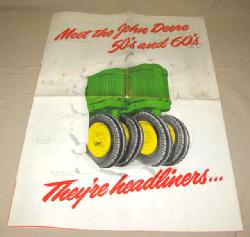 Meet the John Deere
50's and 60's
They're headliners...